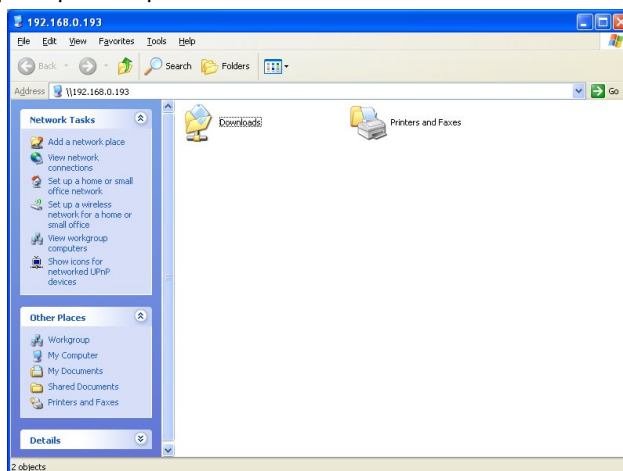 192.168.0.193
File Edit View Favorites Tools Help
Back Search Folders
Address \\192.168.0.193 Go
Network Tasks
Add a network place
View network
connections
Set up a home or small
office network
Set up a wireless
network for a home or
small office
View workgroup
computers
Show icons for
networked UPnP
devices
Other Places
Workgroup
My Computer
My Documents
Shared Documents
Printers and Faxes
Details
Downloads
Printers and Faxes
2 objects